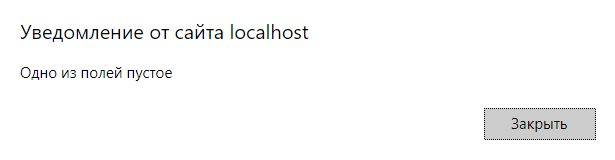 Уведомление от сайта localhost
Одно из полей пустое
Закрыть